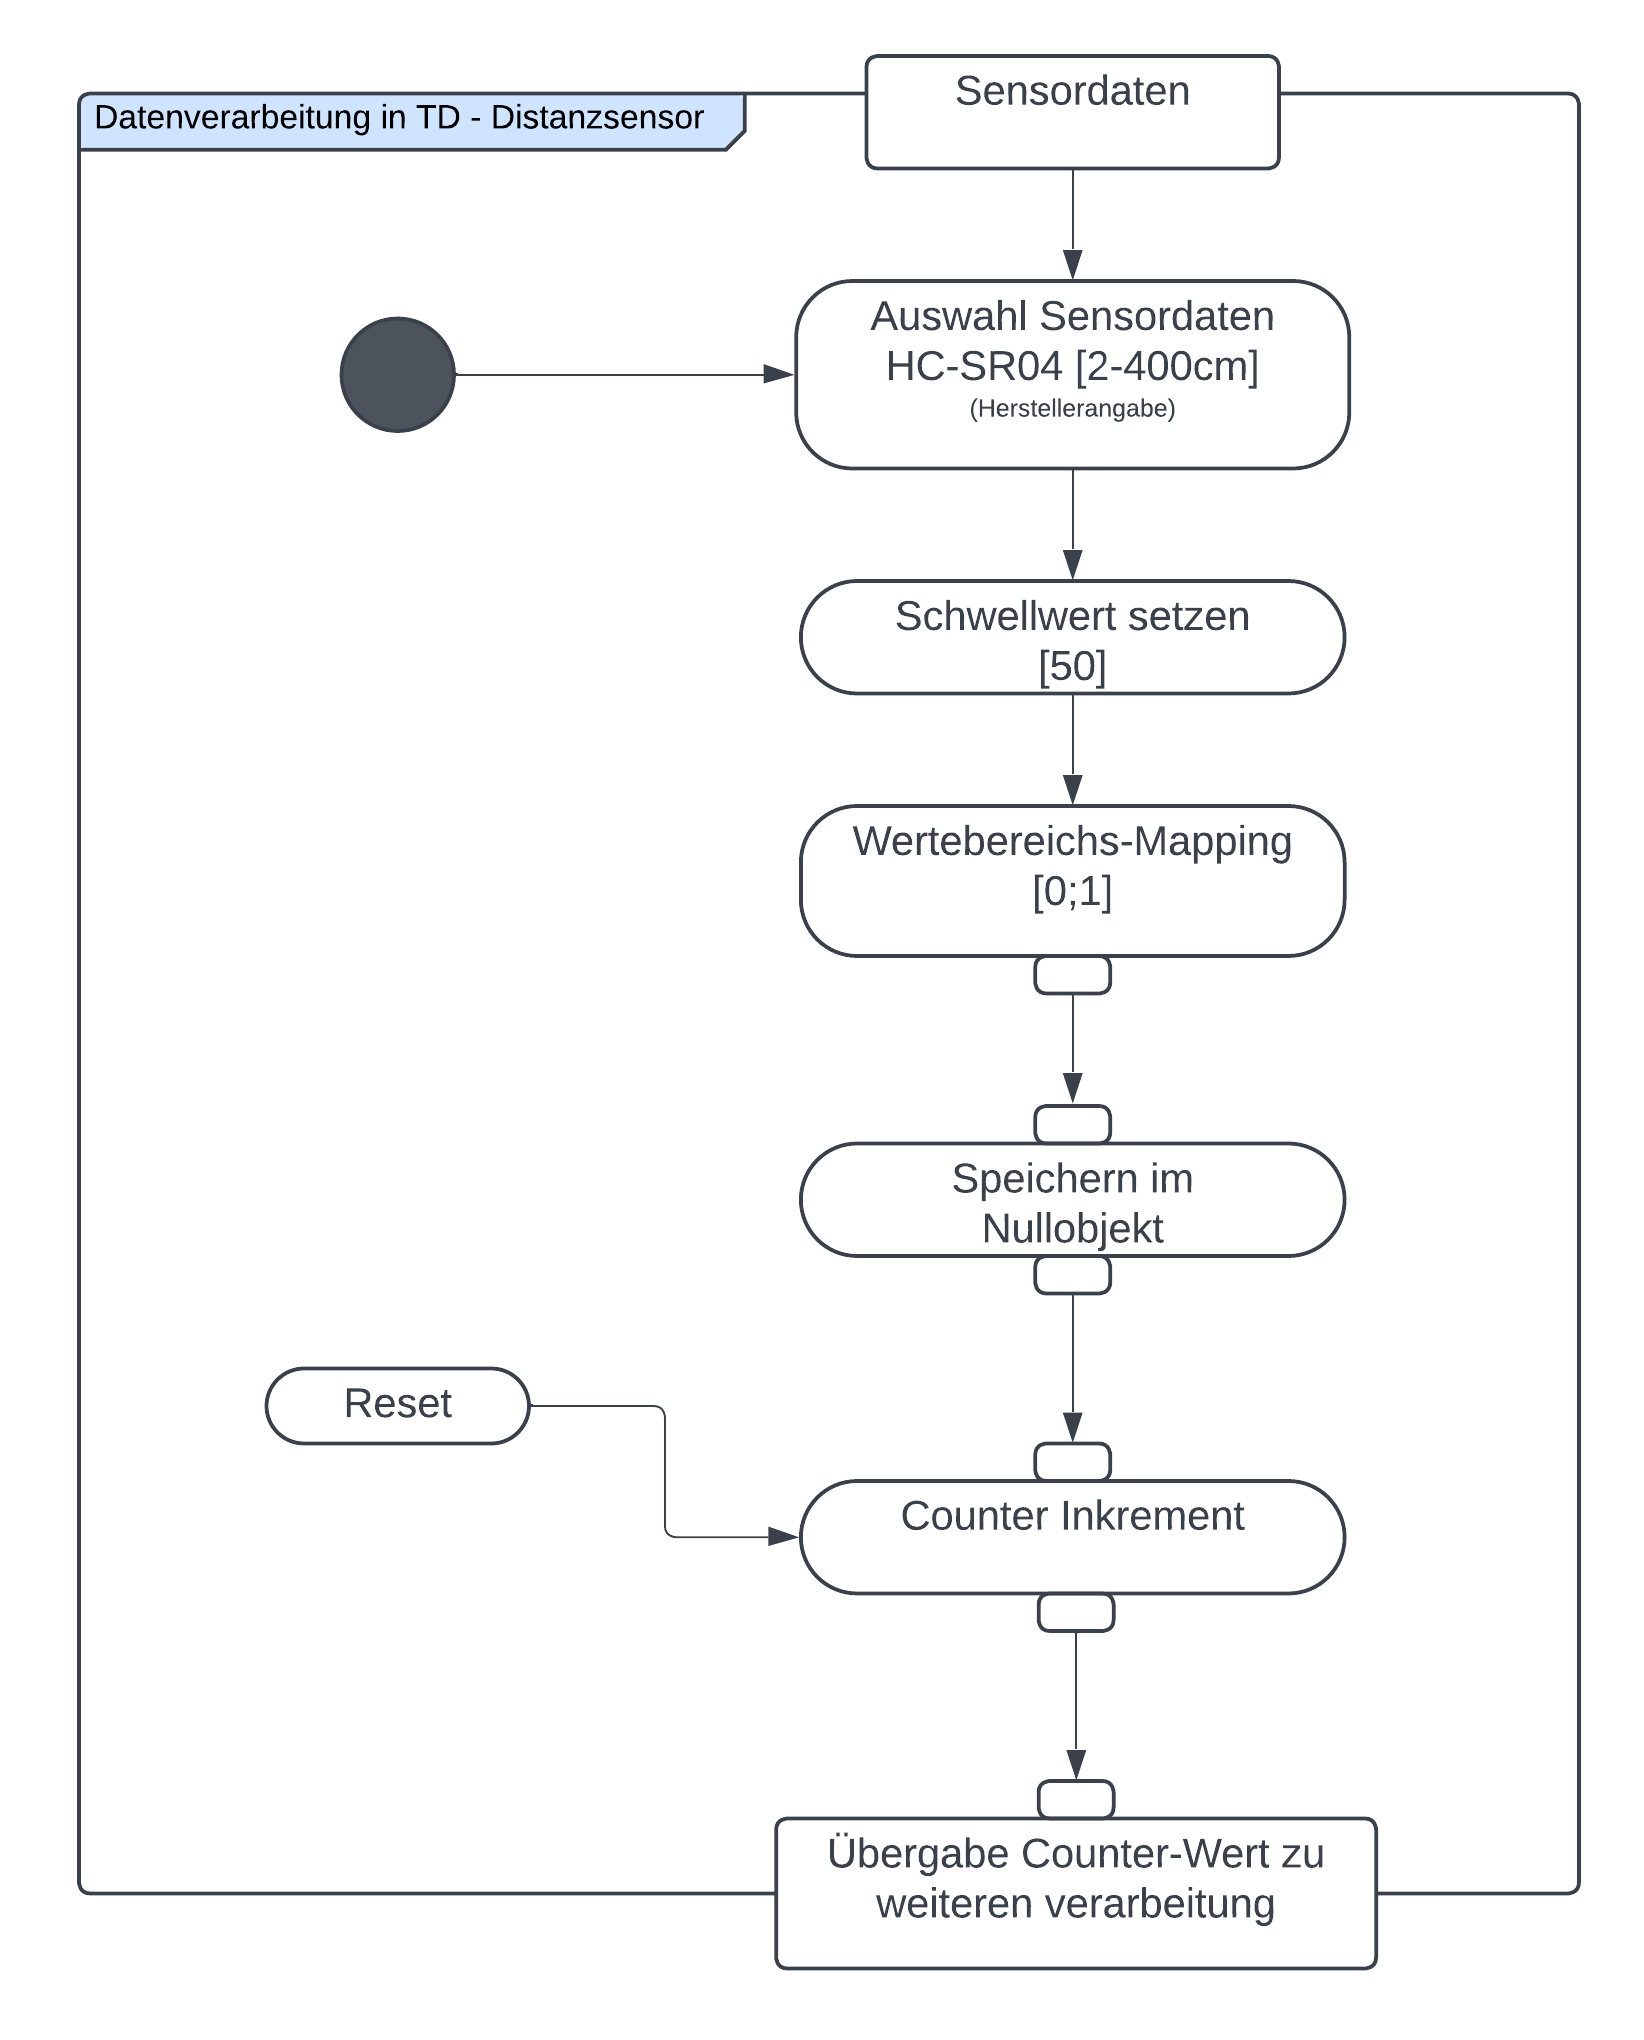 Sensordaten
Datenverarbeitung in TD - Distanzsensor
Auswahl Sensordaten
HC-SR04 [2-400cm]
(Herstellerangabe)
Schwellwert setzen
[50]
Wertebereichs-Mapping
[0;1]
Speichern im
Nullobjekt
Reset
Counter Inkrement
Übergabe Counter-Wert zu
weiteren verarbeitung